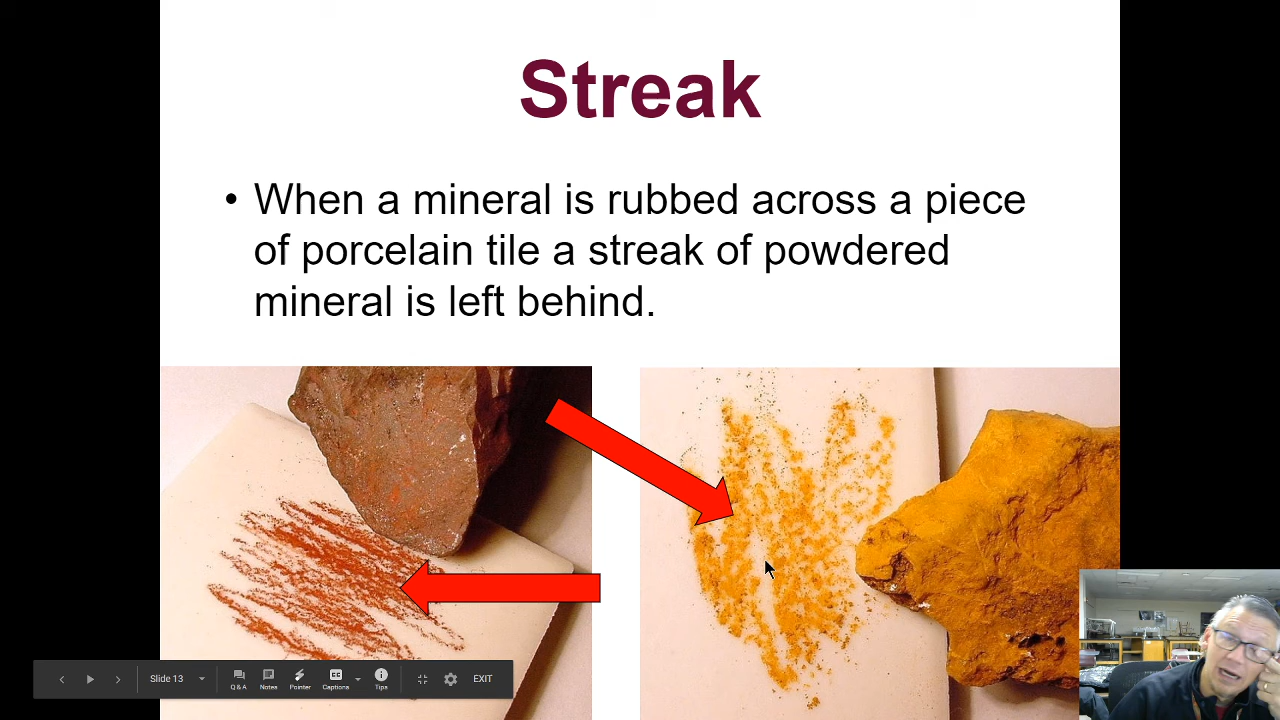 Streak
• When a mineral is rubbed across a piece
of porcelain tile a streak of powdered
mineral is left behind.
Slide 13
Q & A
Notes
Pointer
Captions
Tips
EXIT